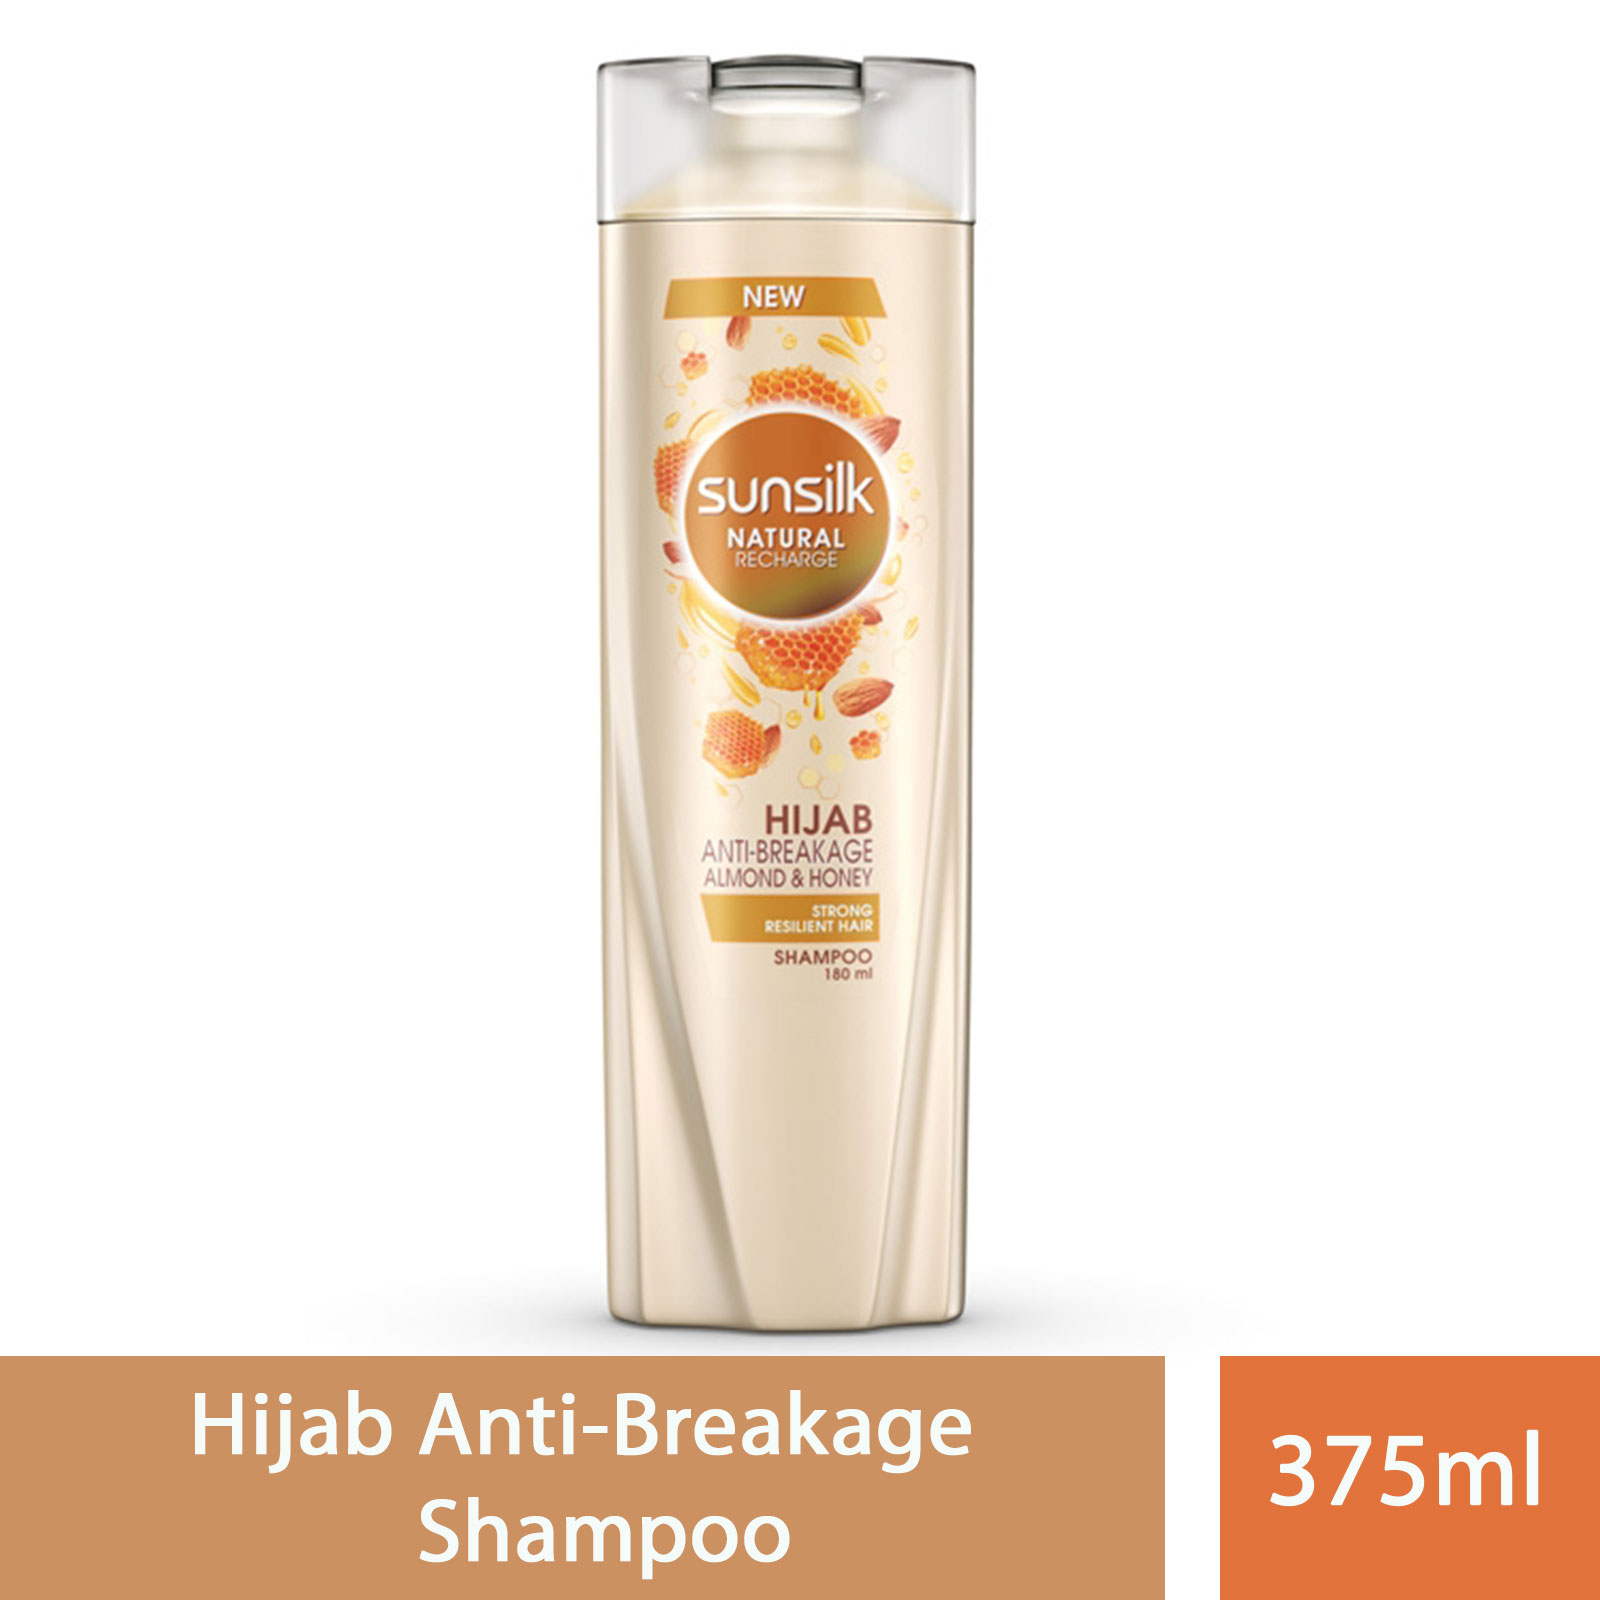 NEW
sunsilk
NATURAL
RECHARGE
HIJAB
ANTI-BREAKAGE
ALMOND & HONEY
STRONG
RESILIENT HAIR
SHAMPOO
180 ml
Hijab Anti-Breakage
Shampoo
375ml